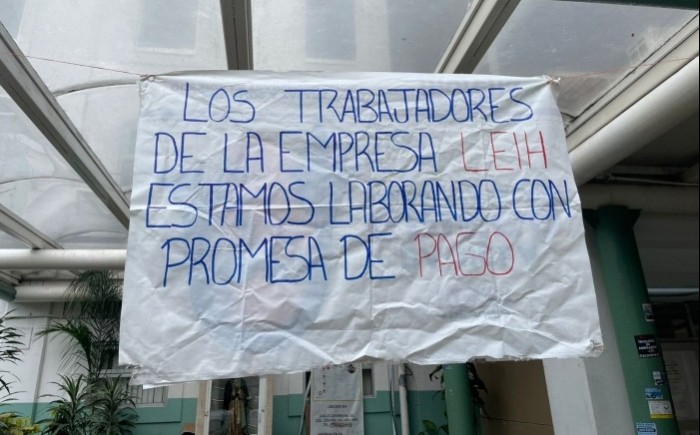 LOS TRABAJADORES
DE LA EMPRESA LEIH
ESTAMOS LABORANDO CON
PROMESA DE PAGO